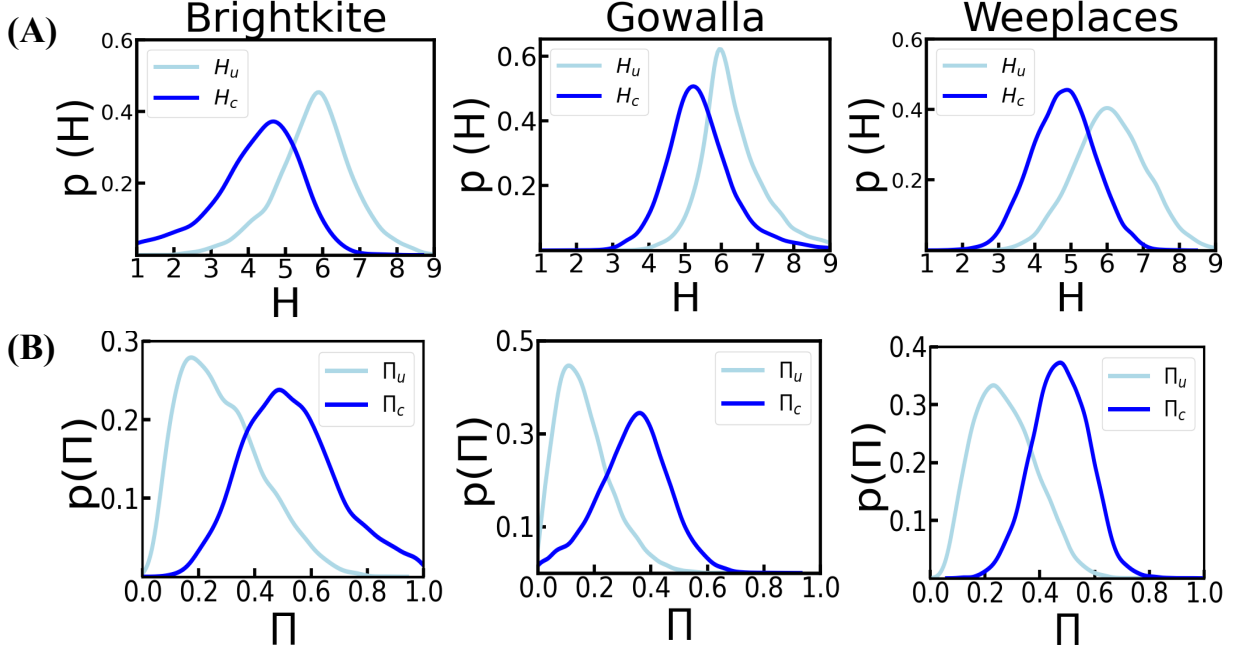 Brightkite Gowalla Weeplaces
(A)
0.6 0.4 0.2
p (H)
H_u
H_c
1 2 3 4 5 6 7 8 9
H
0.6 0.4 0.2
p (H)
H_u
H_c
1 2 3 4 5 6 7 8 9
H
0.6 0.4 0.2
p (H)
H_u
H_c
1 2 3 4 5 6 7 8 9
H
(B)
0.3 0.2 0.1
p(Π)
Π_u
Π_c
0.0 0.2 0.4 0.6 0.8 1.0
Π
0.5 0.3 0.1
p(Π)
Π_u
Π_c
0.0 0.2 0.4 0.6 0.8 1.0
Π
0.4 0.3 0.2 0.1
p(Π)
Π_u
Π_c
0.0 0.2 0.4 0.6 0.8 1.0
Π